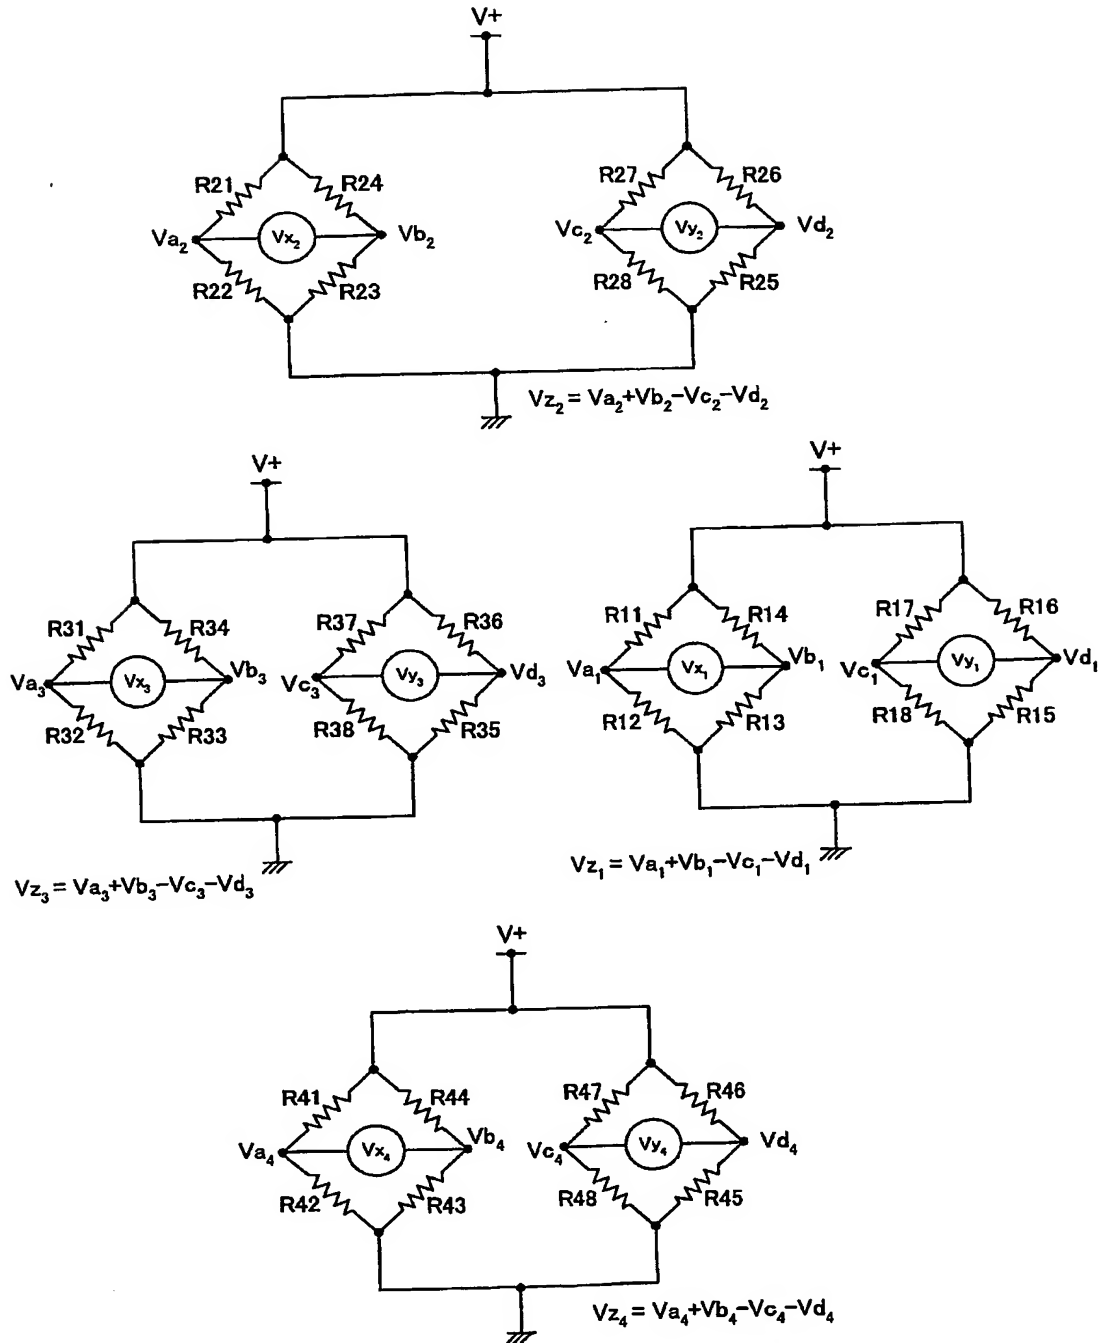 V+
R21 R24 R27 R26
Va₂ Vx₂ Vb₂ Vc₂ Vy₂ Vd₂
R22 R23 R28 R25
Vz₂ = Va₂+Vb₂-Vc₂-Vd₂
V+
R31 R34 R37 R36
Va₃ Vx₃ Vb₃ Vc₃ Vy₃ Vd₃
R32 R33 R38 R35
Vz₃ = Va₃+Vb₃-Vc₃-Vd₃
V+
R11 R14 R17 R16
Va₁ Vx₁ Vb₁ Vc₁ Vy₁ Vd₁
R12 R13 R18 R15
Vz₁ = Va₁+Vb₁-Vc₁-Vd₁
V+
R41 R44 R47 R46
Va₄ Vx₄ Vb₄ Vc₄ Vy₄ Vd₄
R42 R43 R48 R45
Vz₄ = Va₄+Vb₄-Vc₄-Vd₄